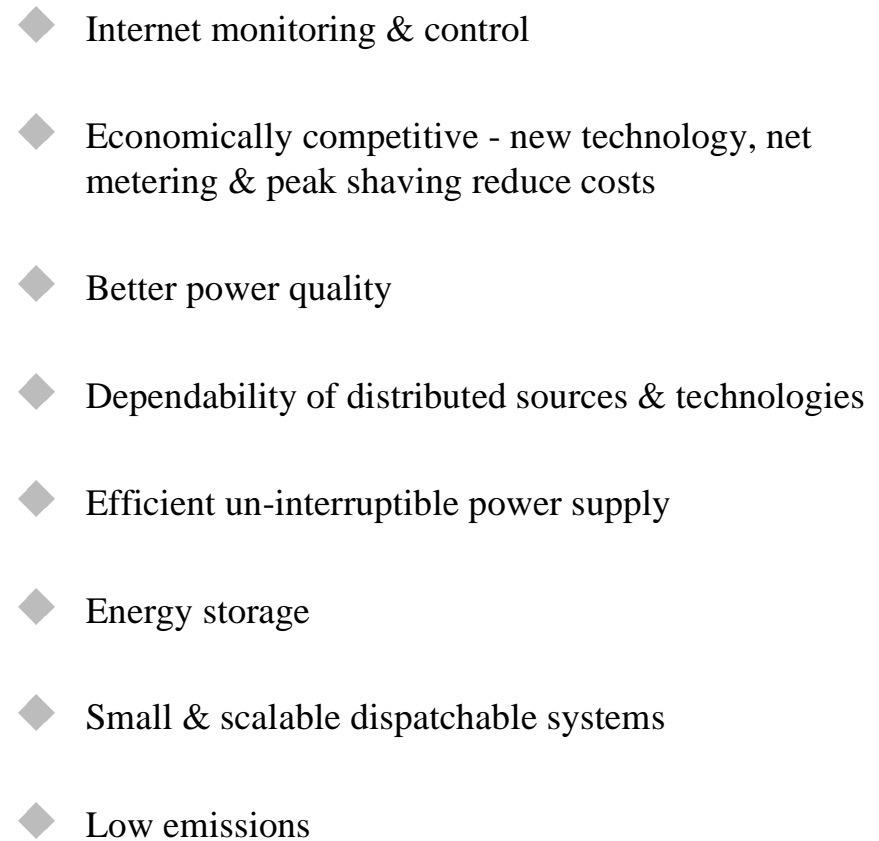 Internet monitoring & control
Economically competitive - new technology, net
metering & peak shaving reduce costs
Better power quality
Dependability of distributed sources & technologies
Efficient un-interruptible power supply
Energy storage
Small & scalable dispatchable systems
Low emissions